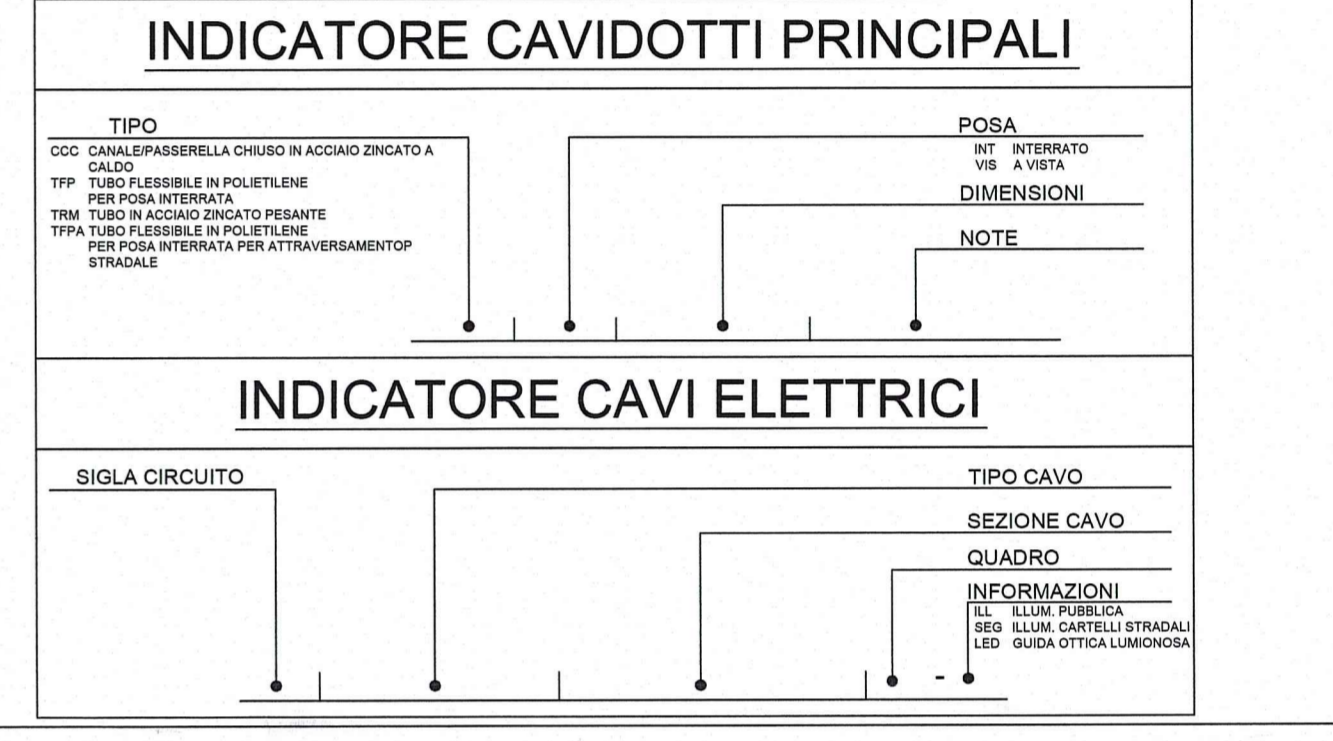 INDICATORE CAVIDOTTI PRINCIPALI
TIPO
CCC CANALE/PASSERELLA CHIUSO IN ACCIAIO ZINCATO A
CALDO
TFP TUBO FLESSIBILE IN POLIETILENE
PER POSA INTERRATA
TRM TUBO IN ACCIAIO ZINCATO PESANTE
TFPA TUBO FLESSIBILE IN POLIETILENE
PER POSA INTERRATA PER ATTRAVERSAMENTOP
STRADALE
POSA
INT INTERRATO
VIS A VISTA
DIMENSIONI
NOTE
INDICATORE CAVI ELETTRICI
SIGLA CIRCUITO
TIPO CAVO
SEZIONE CAVO
QUADRO
INFORMAZIONI
ILL ILLUM. PUBBLICA
SEG ILLUM. CARTELLI STRADALI
LED GUIDA OTTICA LUMIONOSA
-